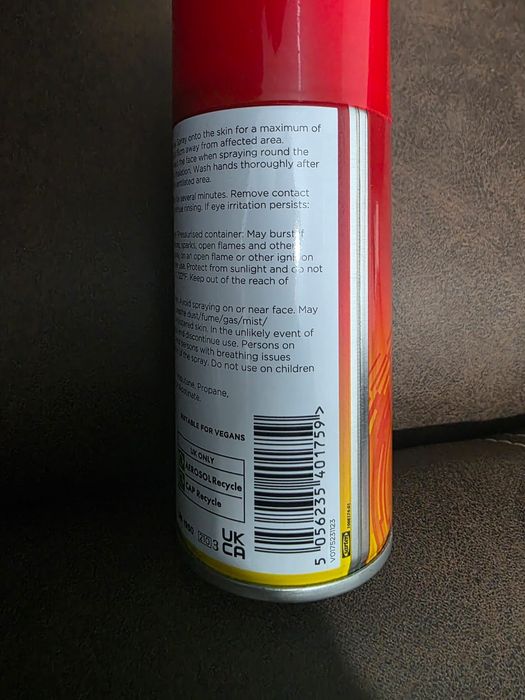 Spray onto the skin for a maximum of
away from affected area.
the face when spraying round the
Wash hands thoroughly after
ventilated area.
several minutes. Remove contact
rinsing. If eye irritation persists:
Pressurised container: May burst if
sparks, open flames and other
on an open flame or other ignition
use. Protect from sunlight and do not
Keep out of the reach of
avoid spraying on or near face. May
dust/fume/gas/mist/
skin. In the unlikely event of
and discontinue use. Persons on
persons with breathing issues
of the spray. Do not use on children
Propane,
SUITABLE FOR VEGANS
UK ONLY
AEROSOL Recycle
CAP Recycle
UK
CA
5 056235 401759 >
V0175231123